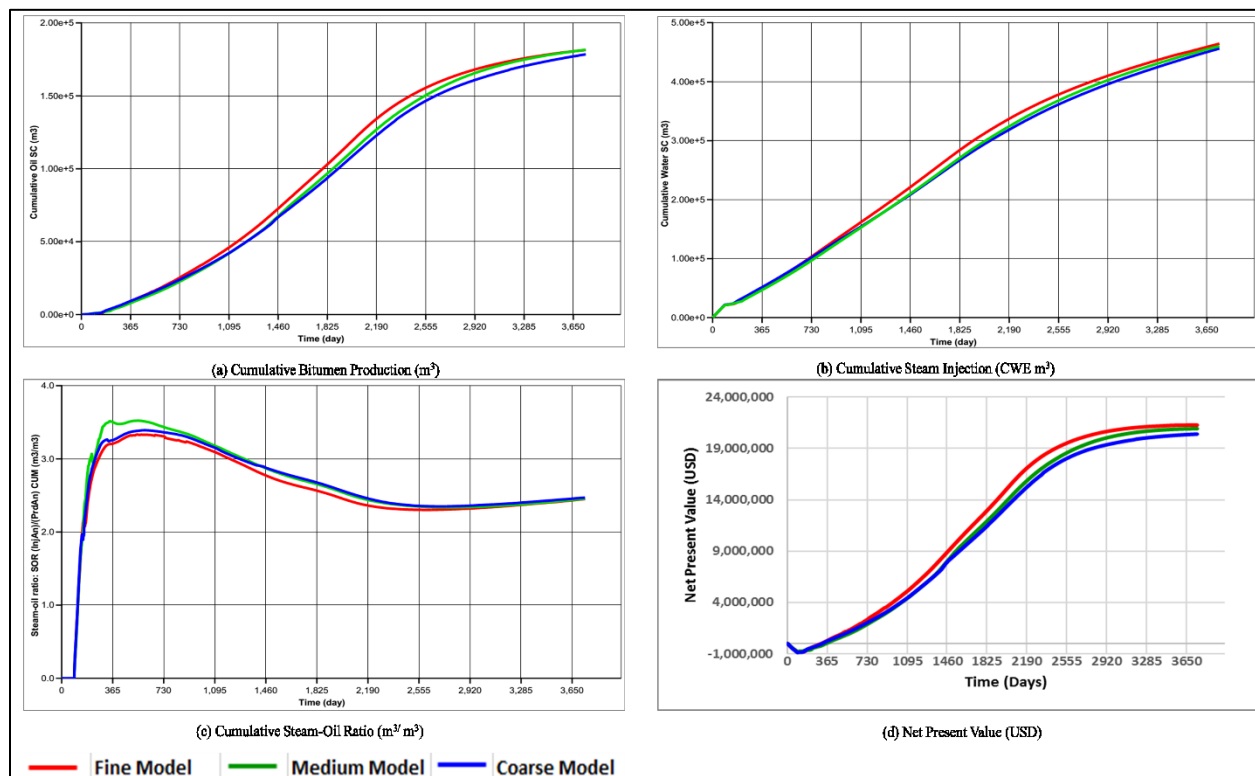 2.00e+5
1.50e+5
1.00e+5
5.00e+4
0.00e+0
Cumulative Oil SC (m3)
0 365 730 1,095 1,460 1,825 2,190 2,555 2,920 3,285 3,650
Time (day)
(a) Cumulative Bitumen Production (m³)
5.00e+5
4.00e+5
3.00e+5
2.00e+5
1.00e+5
0.00e+0
Cumulative Water SC (m3)
0 365 730 1,095 1,460 1,825 2,190 2,555 2,920 3,285 3,650
Time (day)
(b) Cumulative Steam Injection (CWE m³)
4.0
3.0
2.0
1.0
0.0
Steam-oil ratio: SOR (InjAn)/(PrdAn) CUM (m3/m3)
0 365 730 1,095 1,460 1,825 2,190 2,555 2,920 3,285 3,650
Time (day)
(c) Cumulative Steam-Oil Ratio (m³/ m³)
24,000,000
19,000,000
14,000,000
9,000,000
4,000,000
-1,000,000
Net Present Value (USD)
0 365 730 1095 1460 1825 2190 2555 2920 3285 3650
Time (Days)
(d) Net Present Value (USD)
Fine Model Medium Model Coarse Model